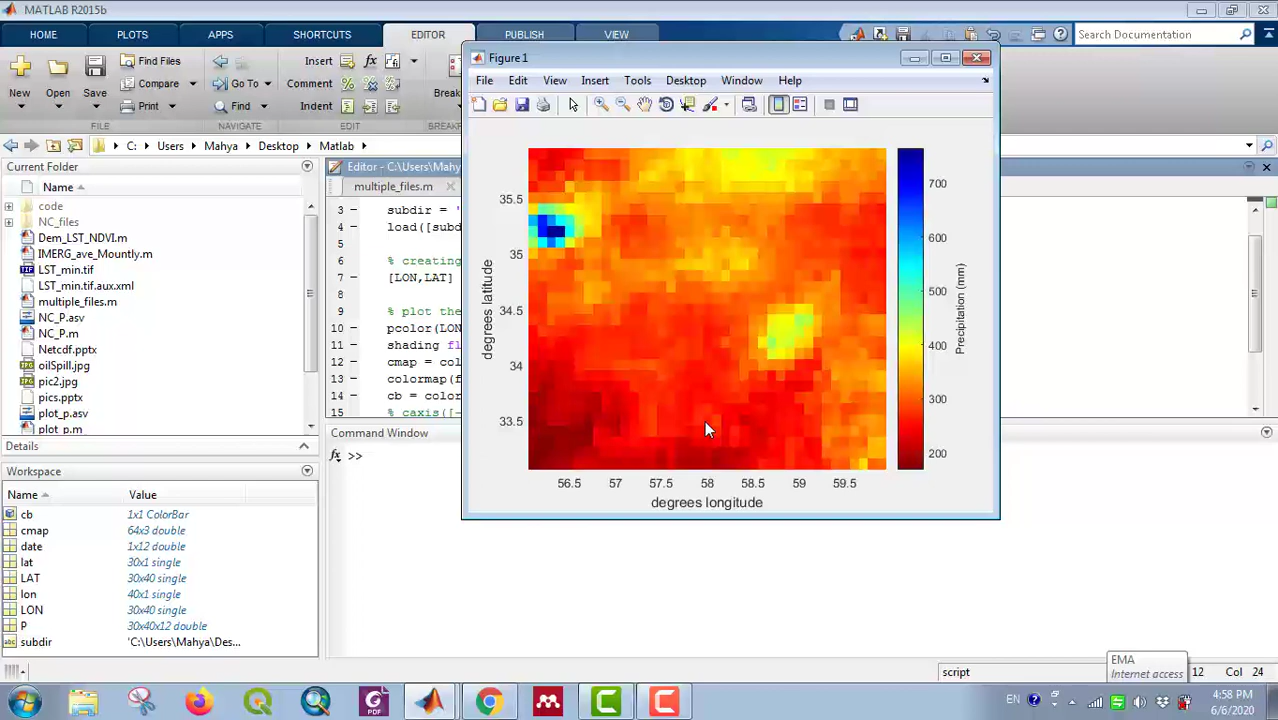 MATLAB R2015b
HOME PLOTS APPS SHORTCUTS EDITOR PUBLISH VIEW
Search Documentation
New Open Save
Find Files
Compare
Print
Go To
Find
Insert fx
Comment
Indent
Break
FILE NAVIGATE EDIT BREAKP
C: Users Mahya Desktop Matlab
Current Folder
Name
code
NC_files
Dem_LST_NDVI.m
IMERG_ave_Mountly.m
LST_min.tif
LST_min.tif.aux.xml
multiple_files.m
NC_P.asv
NC_P.m
Netcdf.pptx
oilSpill.jpg
pic2.jpg
pics.pptx
plot_p.asv
plot_p.m
Details
Workspace
Name Value
cb 1x1 ColorBar
cmap 64x3 double
date 1x12 double
lat 30x1 single
LAT 30x40 single
lon 40x1 single
LON 30x40 single
P 30x40x12 double
subdir 'C:\Users\Mahya\Des...
Editor - C:\Users\Mahy
multiple_files.m
3 subdir = '
4 load([subd
5
6 % creating
7 [LON,LAT]
8
9 % plot the
10 pcolor(LON
11 shading fl
12 cmap = col
13 colormap(f
14 cb = color
15 % caxis([-
Command Window
fx >>
Figure 1
File Edit View Insert Tools Desktop Window Help
35.5
35
34.5
34
33.5
degrees latitude
56.5 57 57.5 58 58.5 59 59.5
degrees longitude
700
600
500
400
300
200
Precipitation (mm)
EMA
Internet access
script 12 Col 24
PDF
EN
4:58 PM
6/6/2020